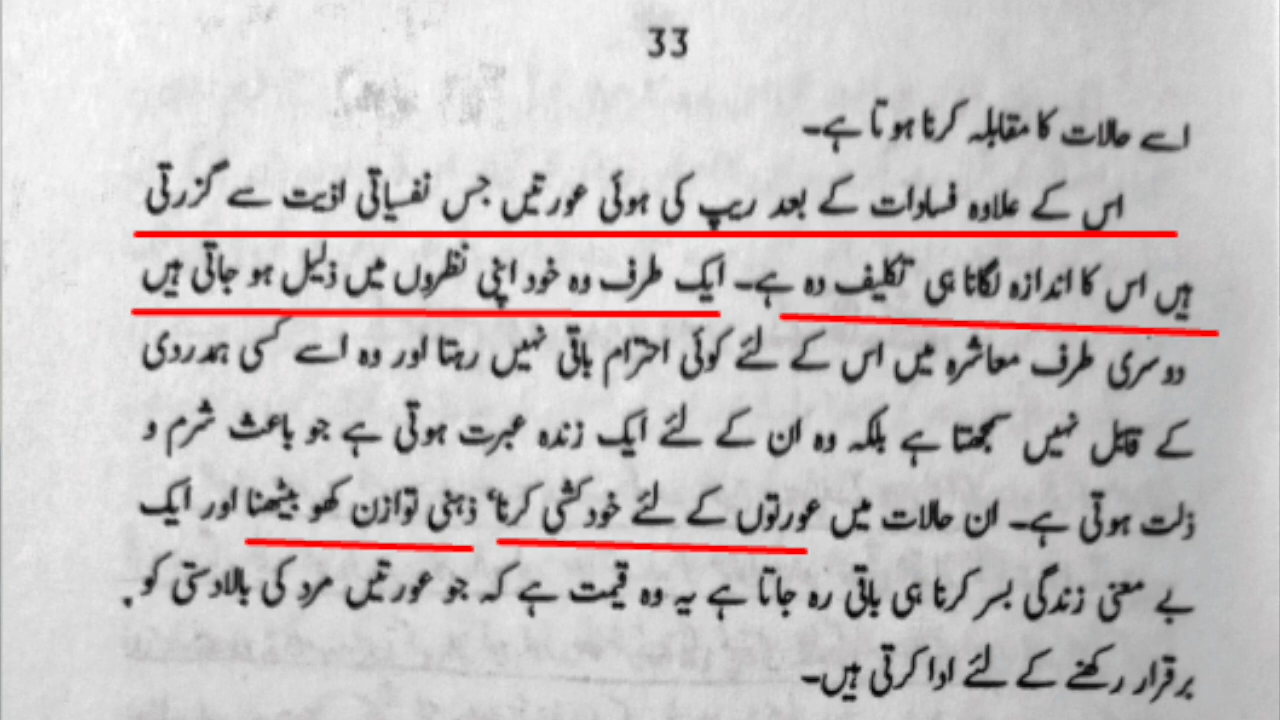 33
اسے حالات کا مقابلہ کرنا ہوتا ہے۔
اس کے علاوہ فسادات کے بعد ریپ کی ہوئی عورتیں جس نفسیاتی اذیت سے گزرتی
ہیں اس کا اندازہ لگانا ہی تکلیف دہ ہے۔ ایک طرف وہ خود اپنی نظروں میں ذلیل ہو جاتی ہیں
دوسری طرف معاشرہ میں اس کے لئے کوئی احترام باقی نہیں رہتا اور وہ اسے کسی ہمدردی
کے قابل نہیں سمجھتا ہے بلکہ وہ ان کے لئے ایک زندہ عبرت ہوتی ہے جو باعث شرم و
ذلت ہوتی ہے۔ ان حالات میں عورتوں کے لئے خودکشی کرنا‘ ذہنی توازن کھو بیٹھنا اور ایک
بے معنی زندگی بسر کرنا ہی باقی رہ جاتا ہے یہ وہ قیمت ہے کہ جو عورتیں مرد کی بالادستی کو
برقرار رکھنے کے لئے ادا کرتی ہیں۔